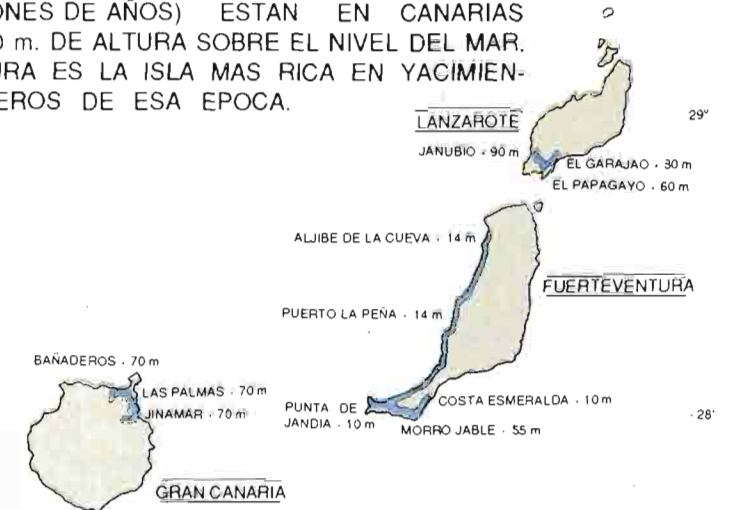 ONES DE AÑOS) ESTAN EN CANARIAS
0 m. DE ALTURA SOBRE EL NIVEL DEL MAR.
URA ES LA ISLA MAS RICA EN YACIMIEN-
EROS DE ESA EPOCA.
LANZAROTE
29°
JANUBIO - 90 m
EL GARAJAO - 30 m
EL PAPAGAYO - 60 m
ALJIBE DE LA CUEVA - 14 m
FUERTEVENTURA
PUERTO LA PEÑA - 14 m
BAÑADEROS - 70 m
LAS PALMAS - 70 m
JINAMAR - 70 m
PUNTA DE
JANDIA - 10 m
COSTA ESMERALDA - 10 m
MORRO JABLE - 55 m
28°
GRAN CANARIA